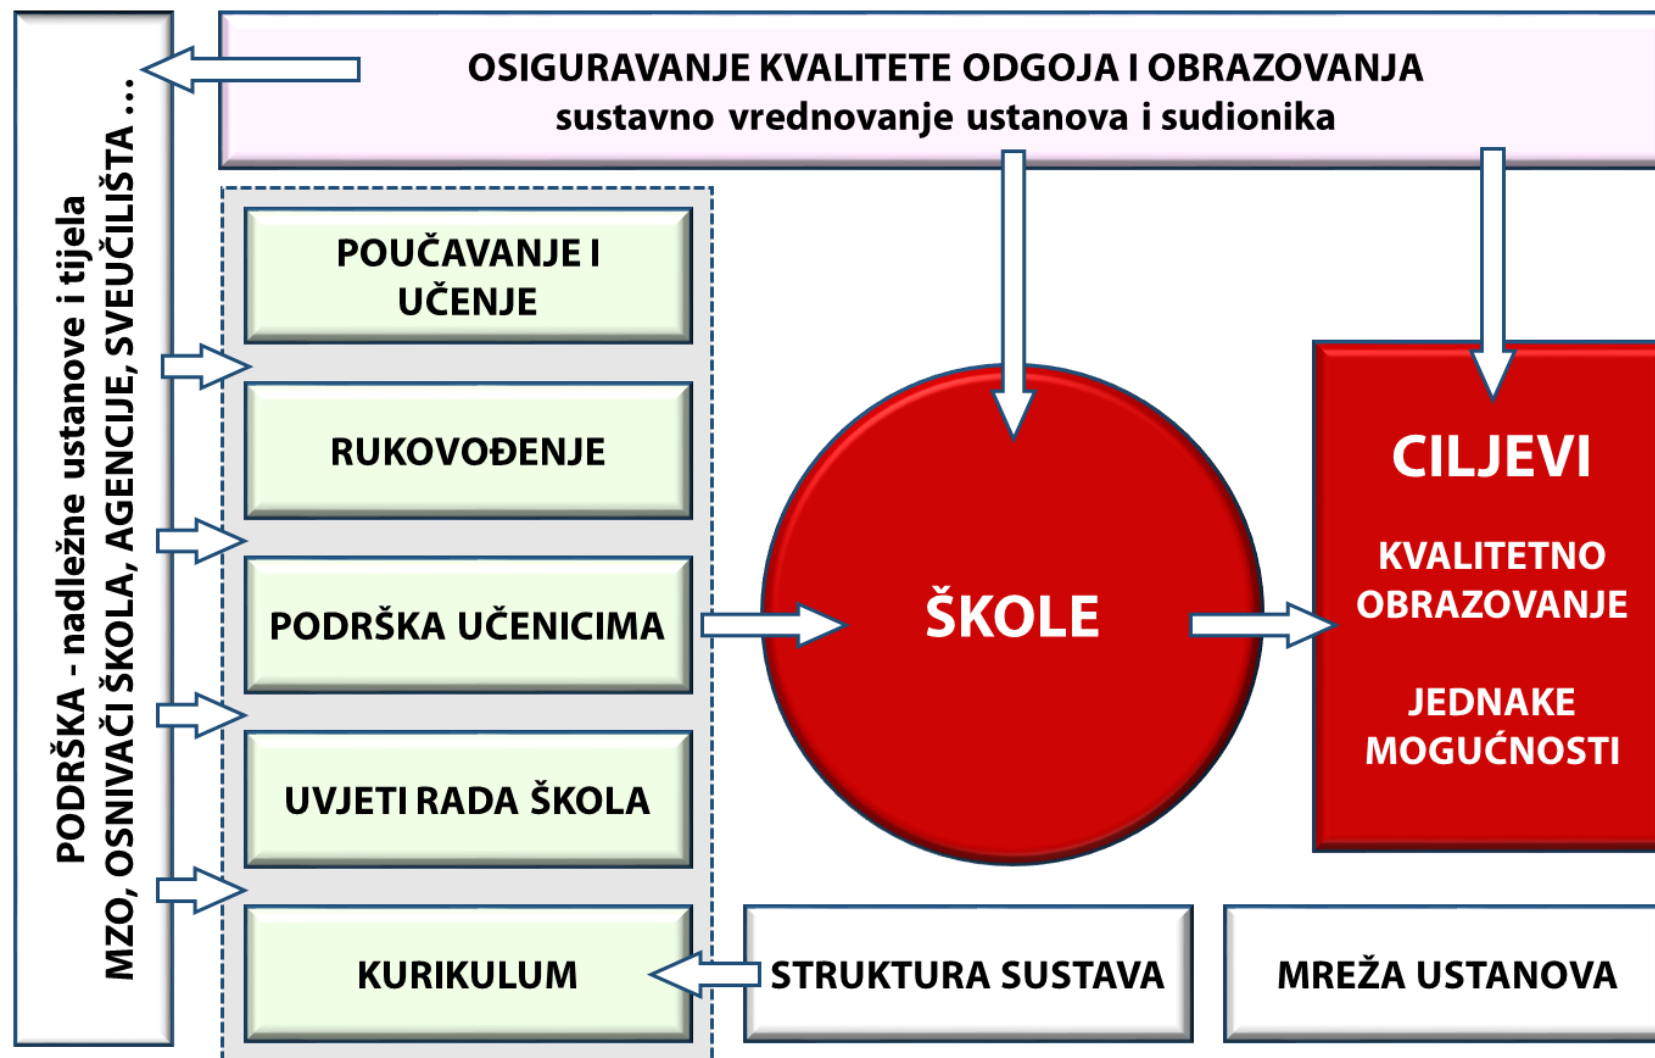 PODRŠKA - nadležne ustanove i tijela
MZO, OSNIVAČI ŠKOLA, AGENCIJE, SVEUČILIŠTA ...
OSIGURAVANJE KVALITETE ODGOJA I OBRAZOVANJA
sustavno vrednovanje ustanova i sudionika
POUČAVANJE I
UČENJE
RUKOVOĐENJE
PODRŠKA UČENICIMA
UVJETI RADA ŠKOLA
KURIKULUM
ŠKOLE
CILJEVI
KVALITETNO
OBRAZOVANJE
JEDNAKE
MOGUĆNOSTI
STRUKTURA SUSTAVA
MREŽA USTANOVA